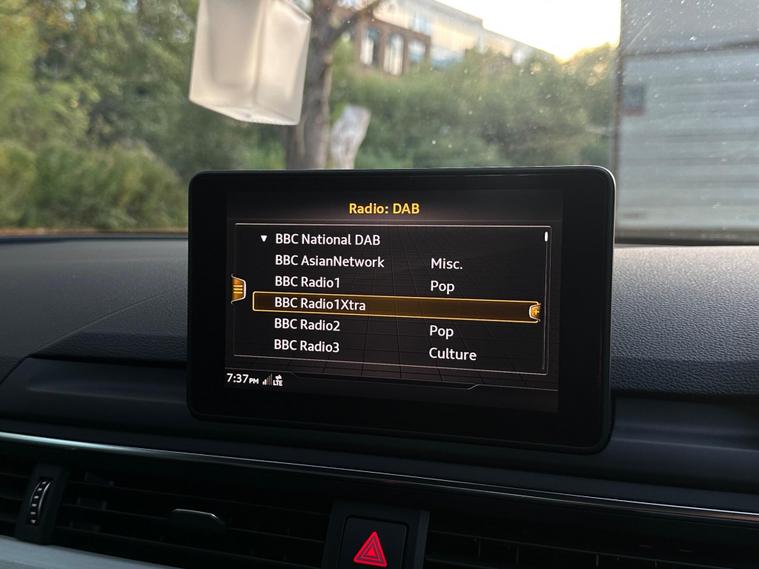 Radio: DAB
BBC National DAB
BBC AsianNetwork Misc.
BBC Radio1 Pop
BBC Radio1Xtra
BBC Radio2 Pop
BBC Radio3 Culture
7:37PM LTE